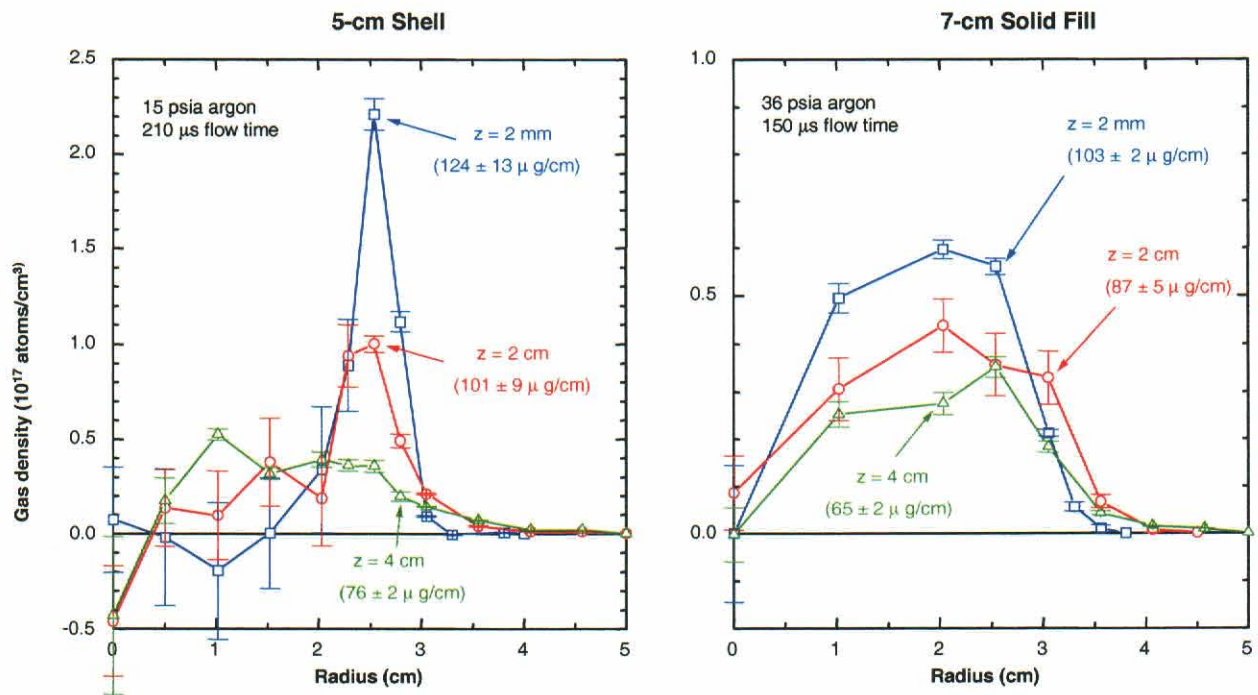 5-cm Shell
2.5
2.0
1.5
1.0
0.5
0.0
-0.5
Gas density (10¹⁷ atoms/cm³)
15 psia argon
210 μs flow time
z = 2 mm
(124 ± 13 μ g/cm)
z = 2 cm
(101 ± 9 μ g/cm)
z = 4 cm
(76 ± 2 μ g/cm)
0 1 2 3 4 5
Radius (cm)
7-cm Solid Fill
1.0
0.5
0.0
36 psia argon
150 μs flow time
z = 2 mm
(103 ± 2 μ g/cm)
z = 2 cm
(87 ± 5 μ g/cm)
z = 4 cm
(65 ± 2 μ g/cm)
0 1 2 3 4 5
Radius (cm)